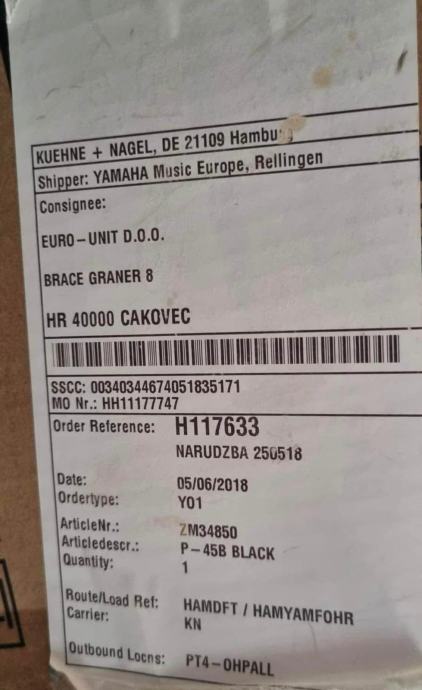 KUEHNE + NAGEL, DE 21109 Hambu
Shipper: YAMAHA Music Europe, Rellingen
Consignee:
EURO-UNIT D.O.O.
BRACE GRANER 8
HR 40000 CAKOVEC
SSCC: 00340344674051835171
MO Nr.: HH11177747
Order Reference: H117633
NARUDZBA 250518
Date: 05/06/2018
Ordertype: Y01
ArticleNr.: ZM34850
Articledescr.: P-45B BLACK
Quantity: 1
Route/Load Ref: HAMDFT / HAMYAMFOHR
Carrier: KN
Outbound Locns: PT4-OHPALL